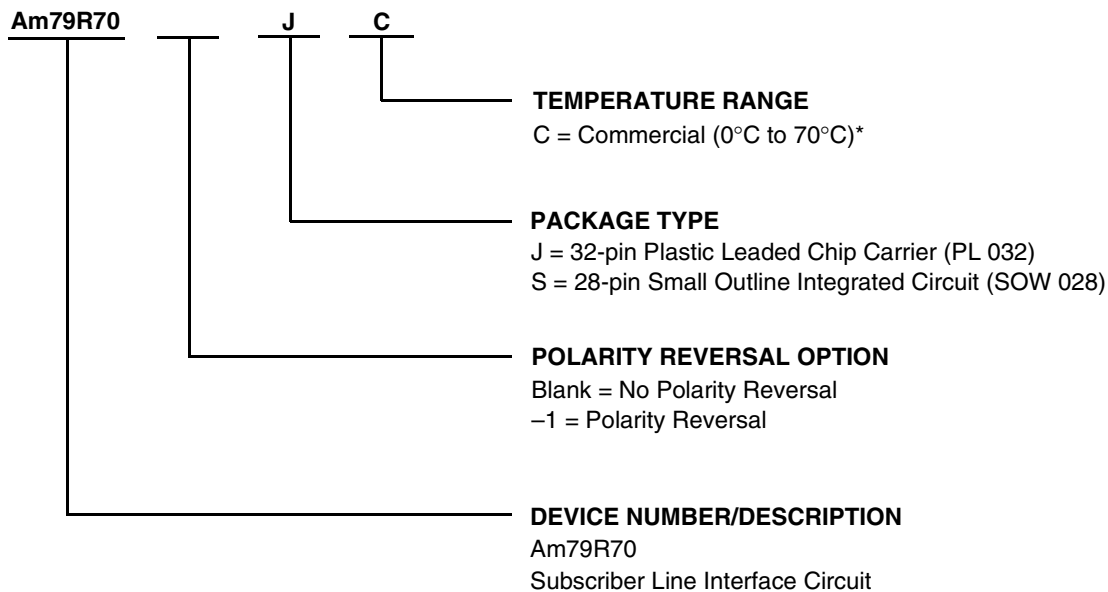 Am79R70 J C
TEMPERATURE RANGE
C = Commercial (0°C to 70°C)*
PACKAGE TYPE
J = 32-pin Plastic Leaded Chip Carrier (PL 032)
S = 28-pin Small Outline Integrated Circuit (SOW 028)
POLARITY REVERSAL OPTION
Blank = No Polarity Reversal
–1 = Polarity Reversal
DEVICE NUMBER/DESCRIPTION
Am79R70
Subscriber Line Interface Circuit